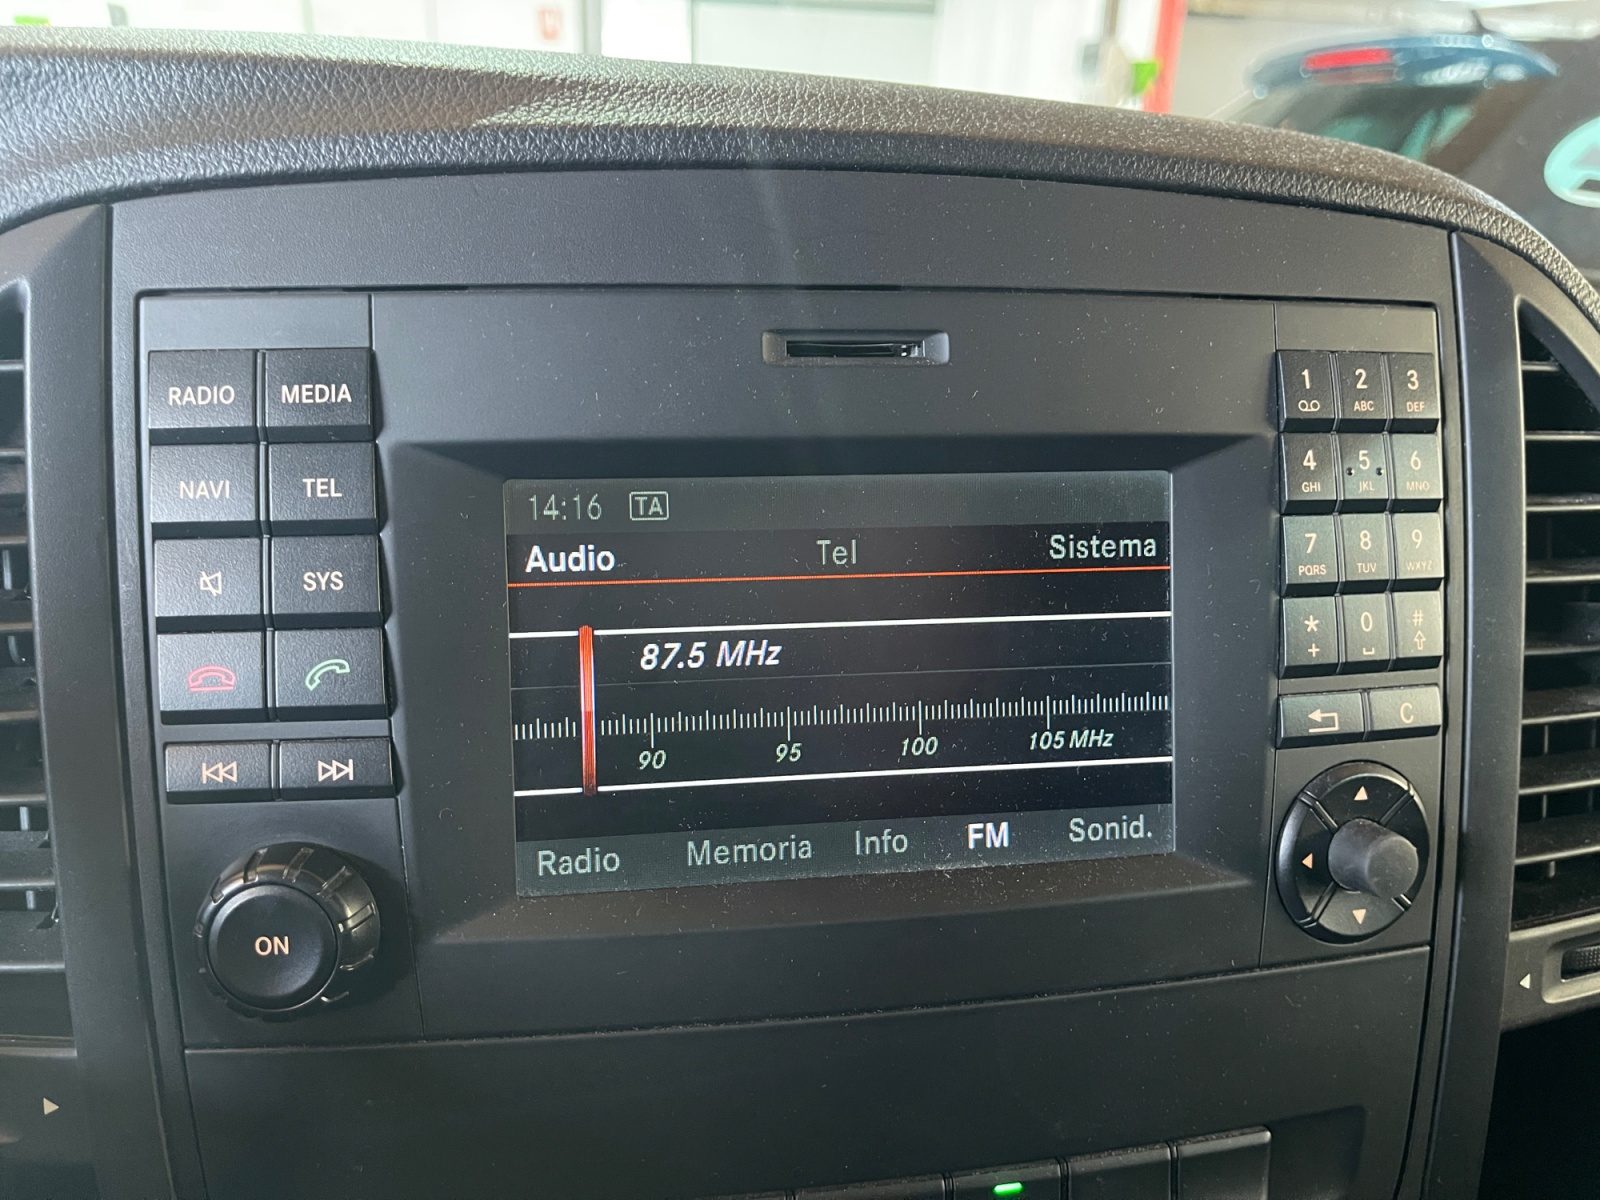 RADIO MEDIA
NAVI TEL
SYS
ON
14:16 TA
Audio Tel Sistema
87.5 MHz
90 95 100 105 MHz
Radio Memoria Info FM Sonid.
1 2 3
ABC DEF
4 5 6
GHI JKL MNO
7 8 9
PQRS TUV WXYZ
* 0 #
+
C